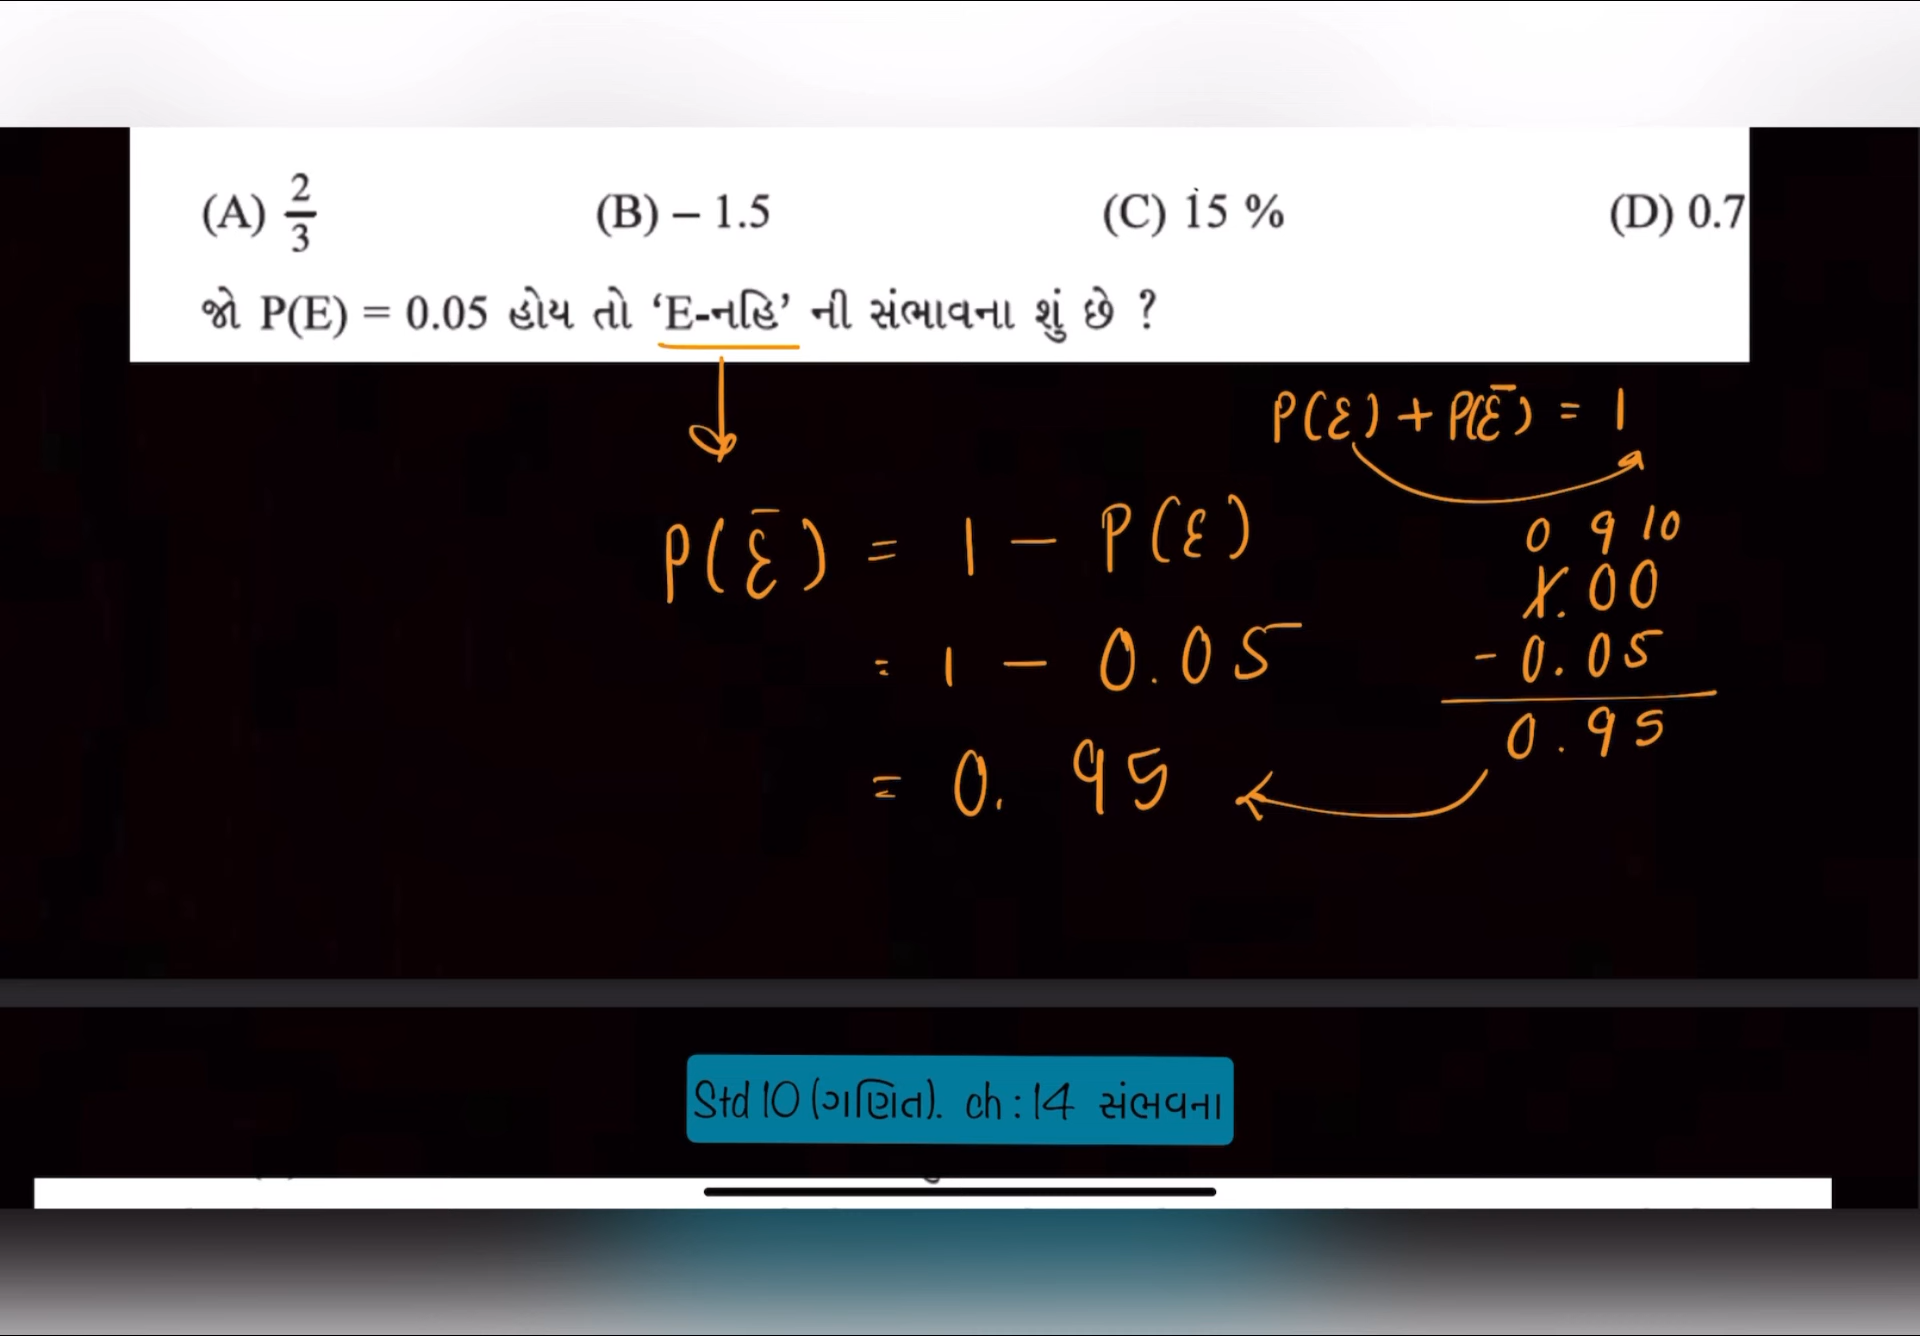 (A) 2/3 (B) – 1.5 (C) 15 % (D) 0.7
જો P(E) = 0.05 હોય તો ‘E-નહિ’ ની સંભાવના શું છે ?
P(E) + P(Ē) = 1
P(Ē) = 1 – P(E)
= 1 – 0.05
= 0.95
0 9 10
1.00
- 0.05
0.95
Std 10 (ગણિત). ch : 14 સંભવના